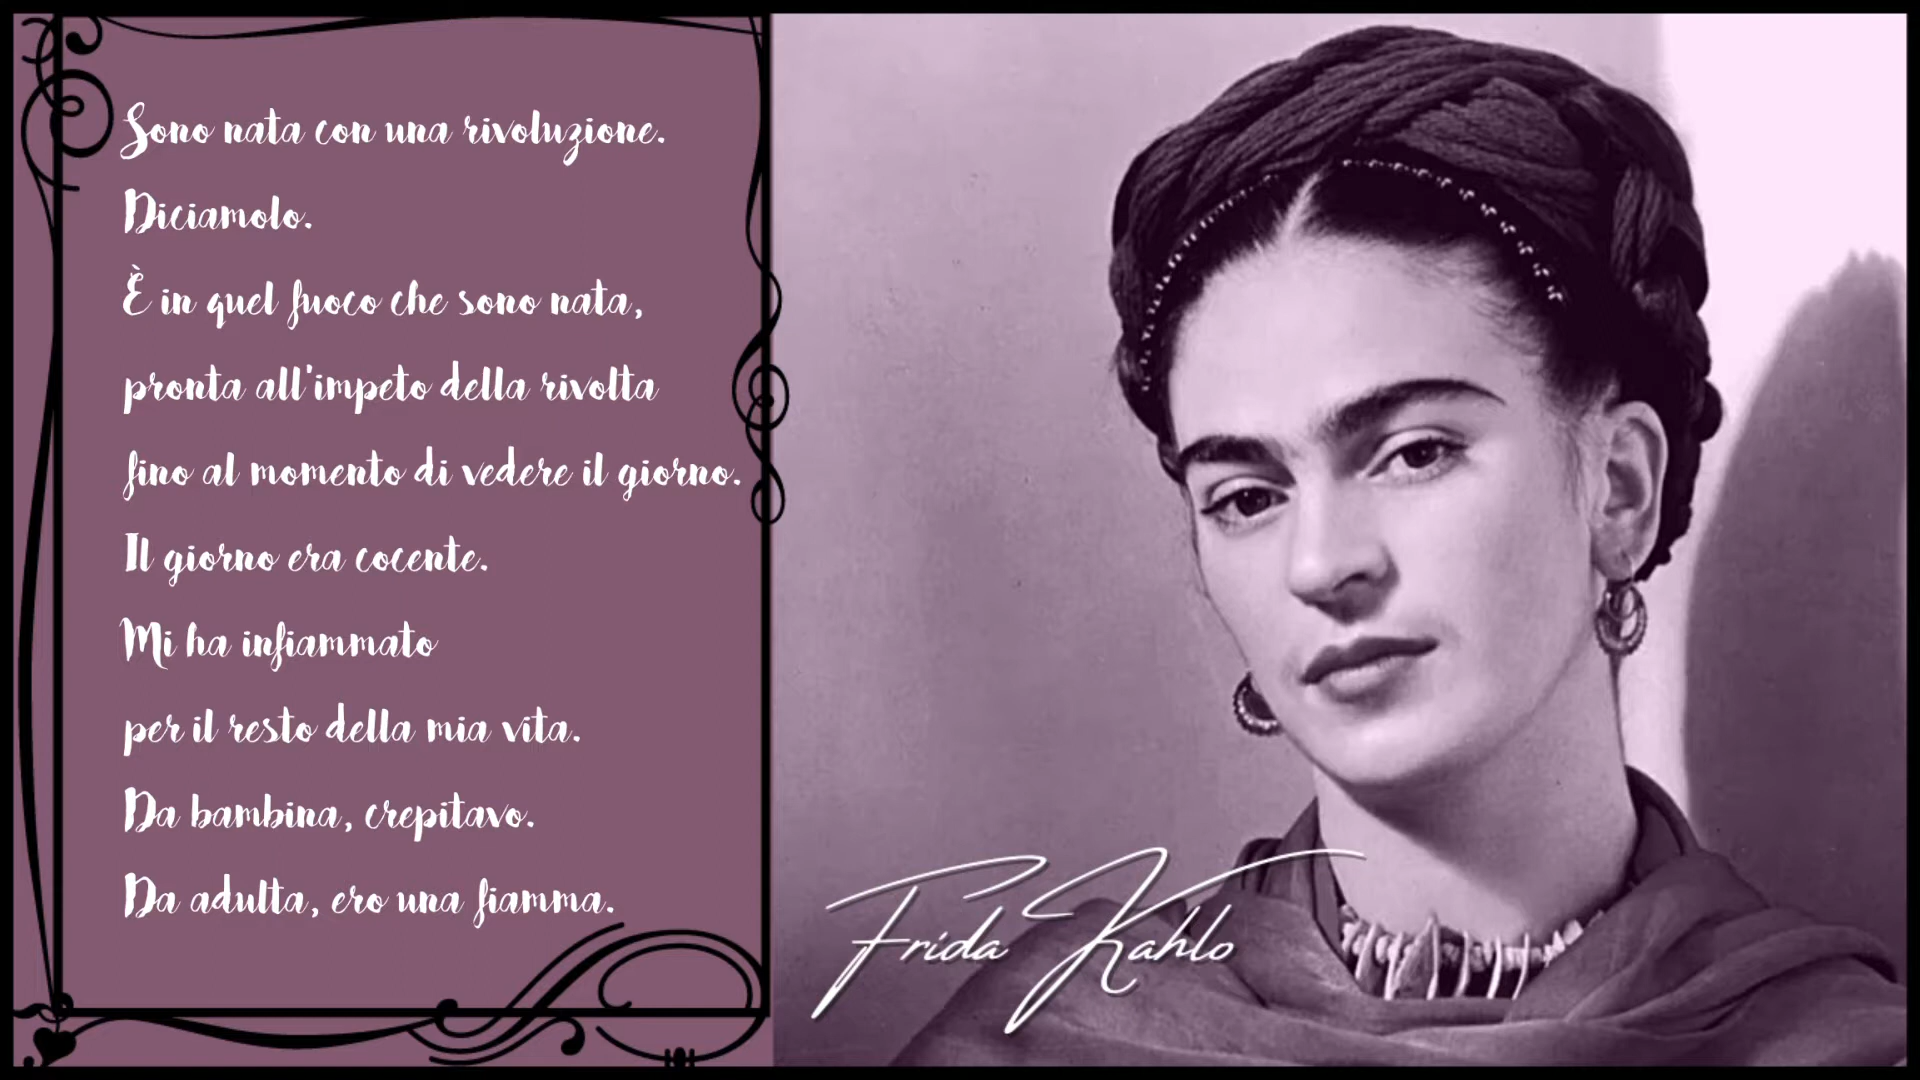 Sono nata con una rivoluzione.
Diciamolo.
È in quel fuoco che sono nata,
pronta all'impeto della rivolta
fino al momento di vedere il giorno.
Il giorno era cocente.
Mi ha infiammato
per il resto della mia vita.
Da bambina, crepitavo.
Da adulta, ero una fiamma.
Frida Kahlo